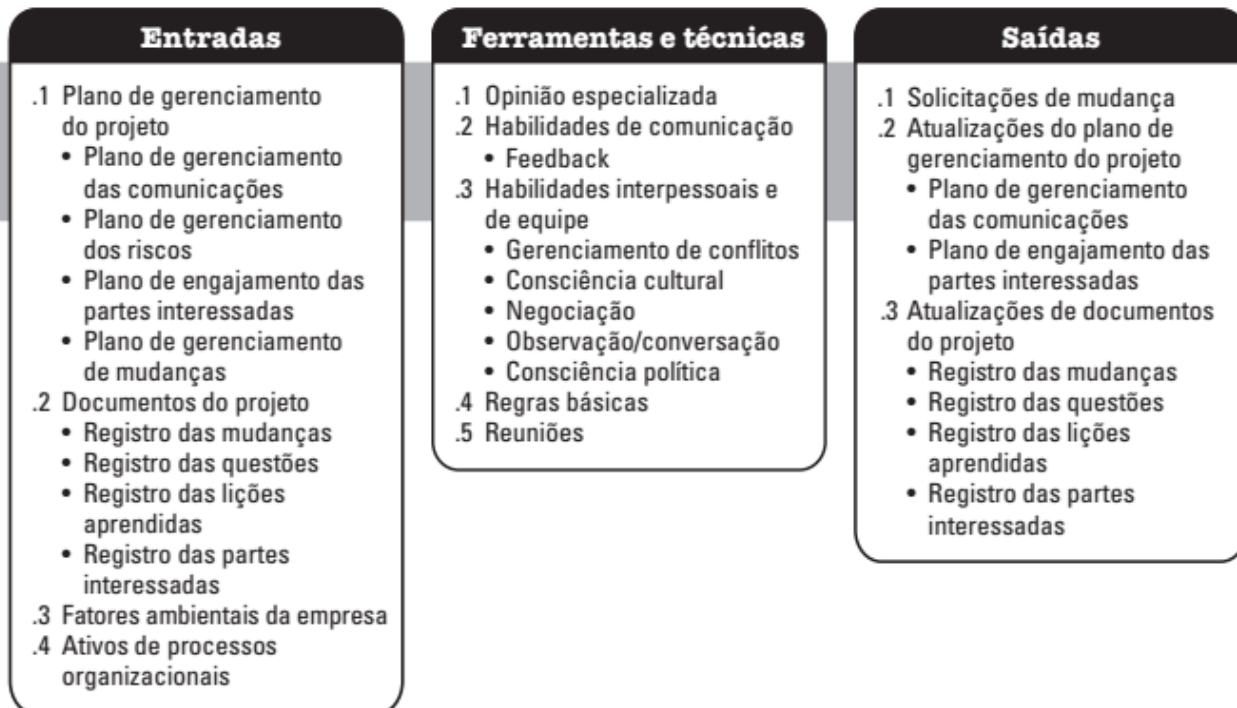 Entradas
.1 Plano de gerenciamento
do projeto
• Plano de gerenciamento
das comunicações
• Plano de gerenciamento
dos riscos
• Plano de engajamento das
partes interessadas
• Plano de gerenciamento
de mudanças
.2 Documentos do projeto
• Registro das mudanças
• Registro das questões
• Registro das lições
aprendidas
• Registro das partes
interessadas
.3 Fatores ambientais da empresa
.4 Ativos de processos
organizacionais
Ferramentas e técnicas
.1 Opinião especializada
.2 Habilidades de comunicação
• Feedback
.3 Habilidades interpessoais e
de equipe
• Gerenciamento de conflitos
• Consciência cultural
• Negociação
• Observação/conversação
• Consciência política
.4 Regras básicas
.5 Reuniões
Saídas
.1 Solicitações de mudança
.2 Atualizações do plano de
gerenciamento do projeto
• Plano de gerenciamento
das comunicações
• Plano de engajamento das
partes interessadas
.3 Atualizações de documentos
do projeto
• Registro das mudanças
• Registro das questões
• Registro das lições
aprendidas
• Registro das partes
interessadas